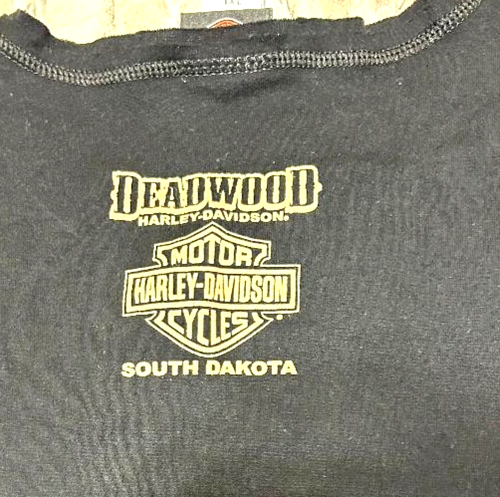 DEADWOOD
HARLEY-DAVIDSON®
MOTOR
HARLEY-DAVIDSON
CYCLES
SOUTH DAKOTA